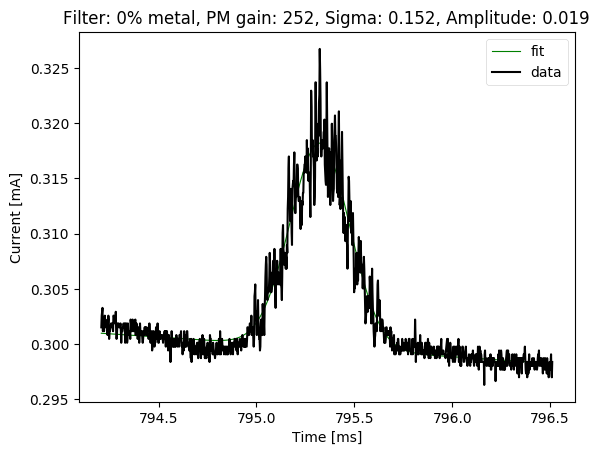 Filter: 0% metal, PM gain: 252, Sigma: 0.152, Amplitude: 0.019
fit
data
0.325
0.320
0.315
0.310
0.305
0.300
0.295
Current [mA]
794.5
795.0
795.5
796.0
796.5
Time [ms]